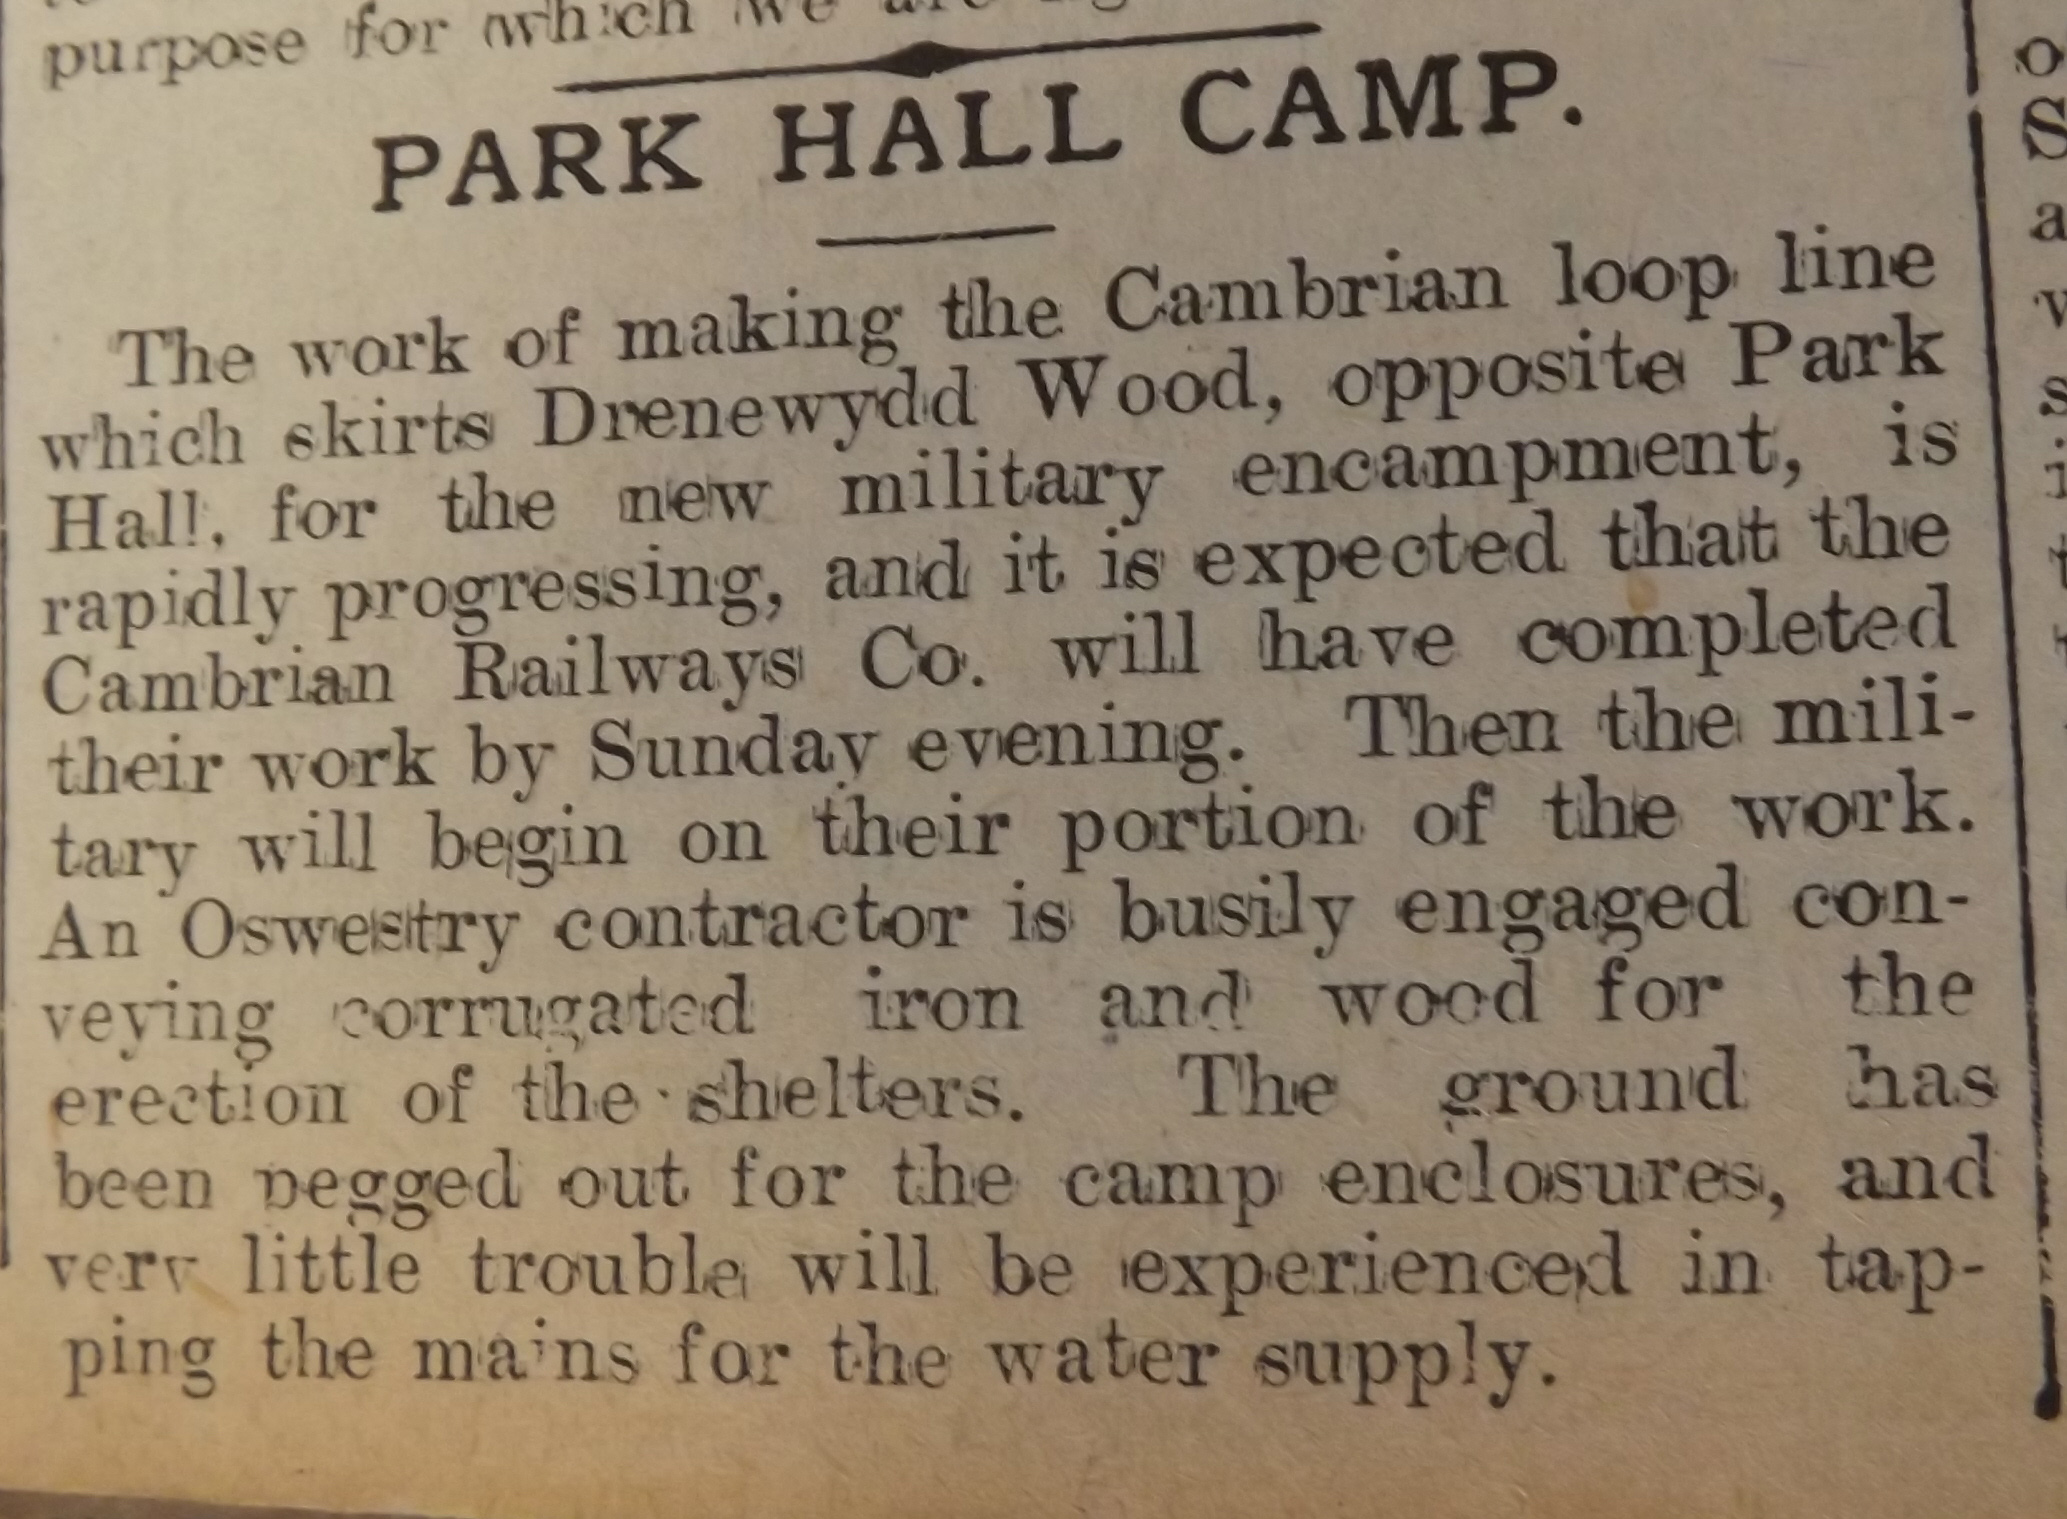 purpose for which we
PARK HALL CAMP.
The work of making the Cambrian loop line
which skirts Drenewydd Wood, opposite Park
Hall, for the new military encampment, is
rapidly progressing, and it is expected that the
Cambrian Railways Co. will have completed
their work by Sunday evening. Then the mili-
tary will begin on their portion of the work.
An Oswestry contractor is busily engaged con-
veying corrugated iron and wood for the
erection of the shelters. The ground has
been pegged out for the camp enclosures, and
very little trouble will be experienced in tap-
ping the mains for the water supply.